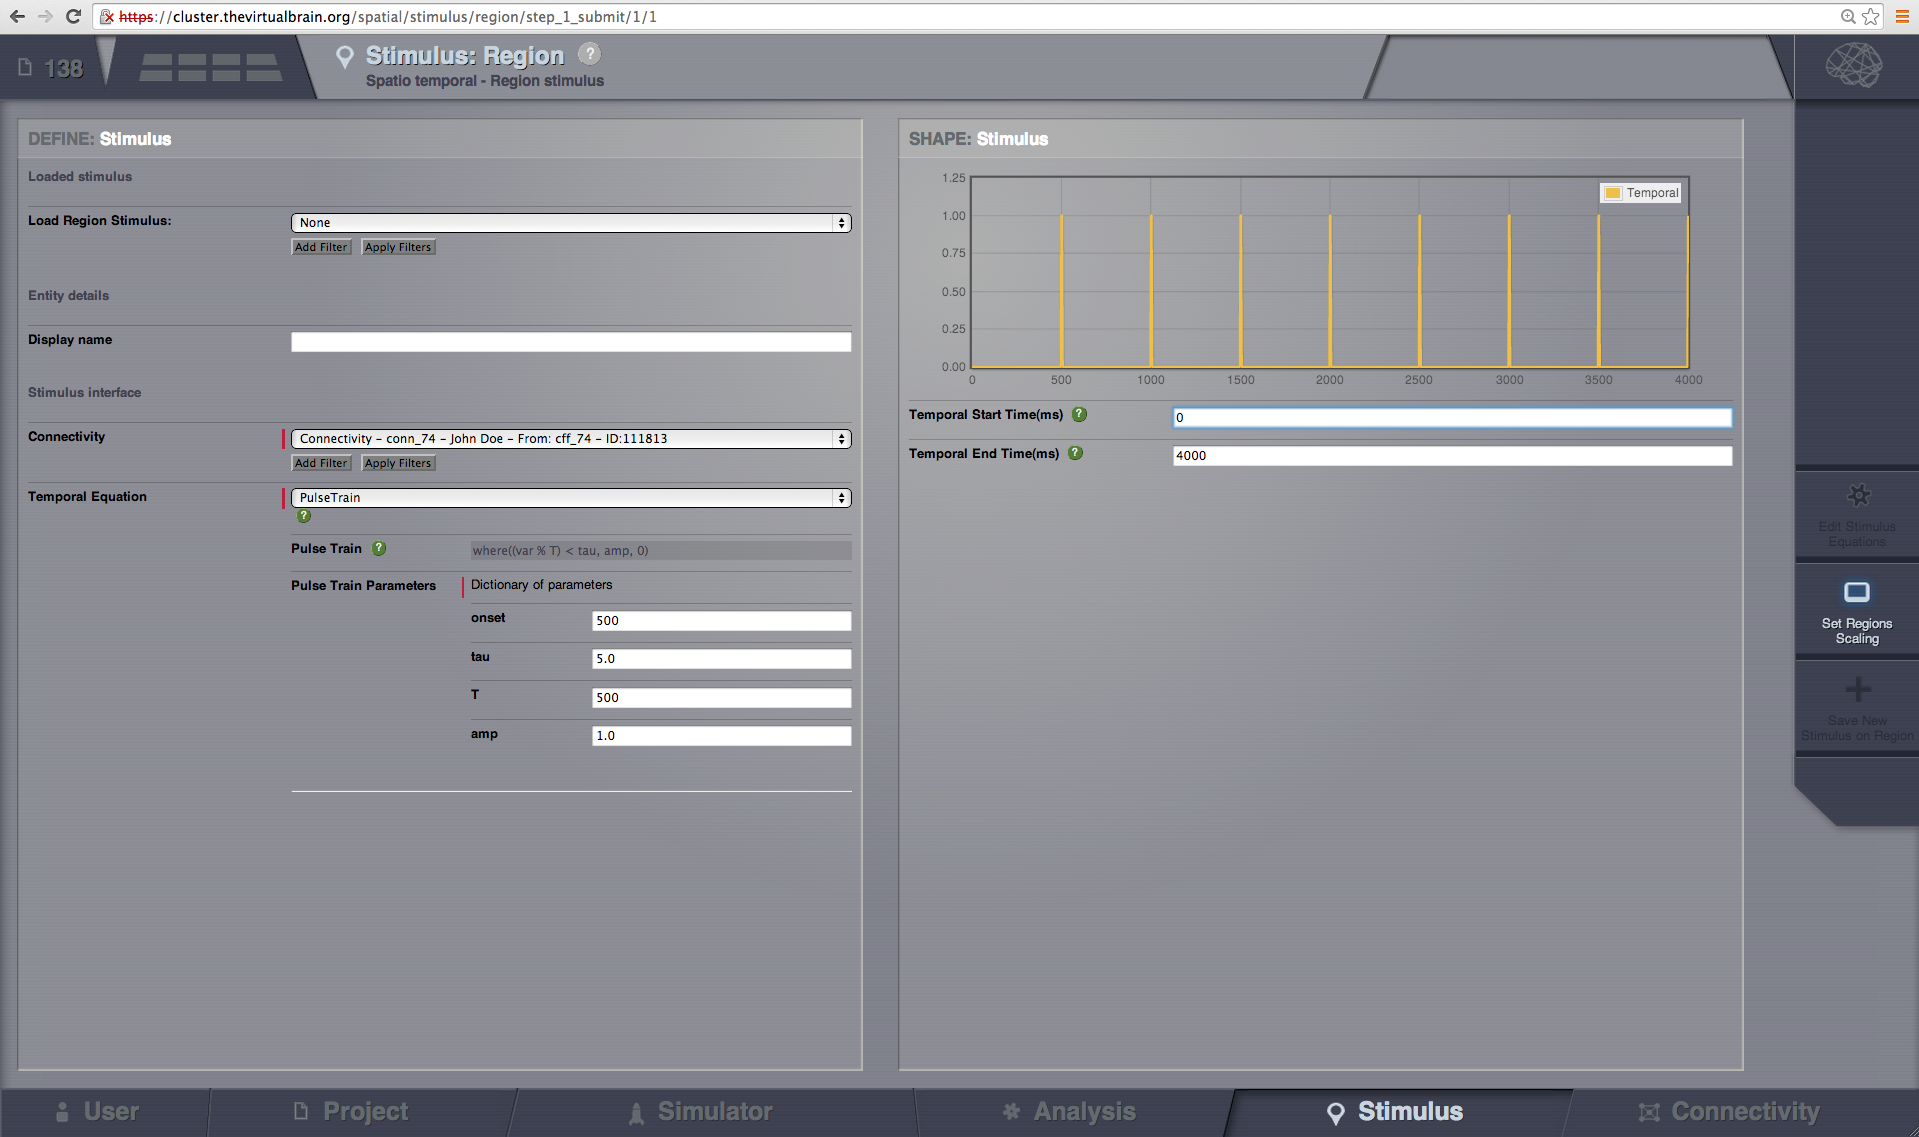 https://cluster.thevirtualbrain.org/spatial/stimulus/region/step_1_submit/1/1
138
Stimulus: Region ?
Spatio temporal - Region stimulus
DEFINE: Stimulus
Loaded stimulus
Load Region Stimulus: None
Add Filter Apply Filters
Entity details
Display name
Stimulus interface
Connectivity Connectivity - conn_74 - John Doe - From: cff_74 - ID:111813
Add Filter Apply Filters
Temporal Equation PulseTrain
?
Pulse Train ? where((var % T) < tau, amp, 0)
Pulse Train Parameters Dictionary of parameters
onset 500
tau 5.0
T 500
amp 1.0
SHAPE: Stimulus
Temporal
1.25
1.00
0.75
0.50
0.25
0.00
0 500 1000 1500 2000 2500 3000 3500 4000
Temporal Start Time(ms) ? 0
Temporal End Time(ms) ? 4000
Edit Stimulus
Equations
Set Regions
Scaling
Save New
Stimulus on Region
User Project Simulator Analysis Stimulus Connectivity